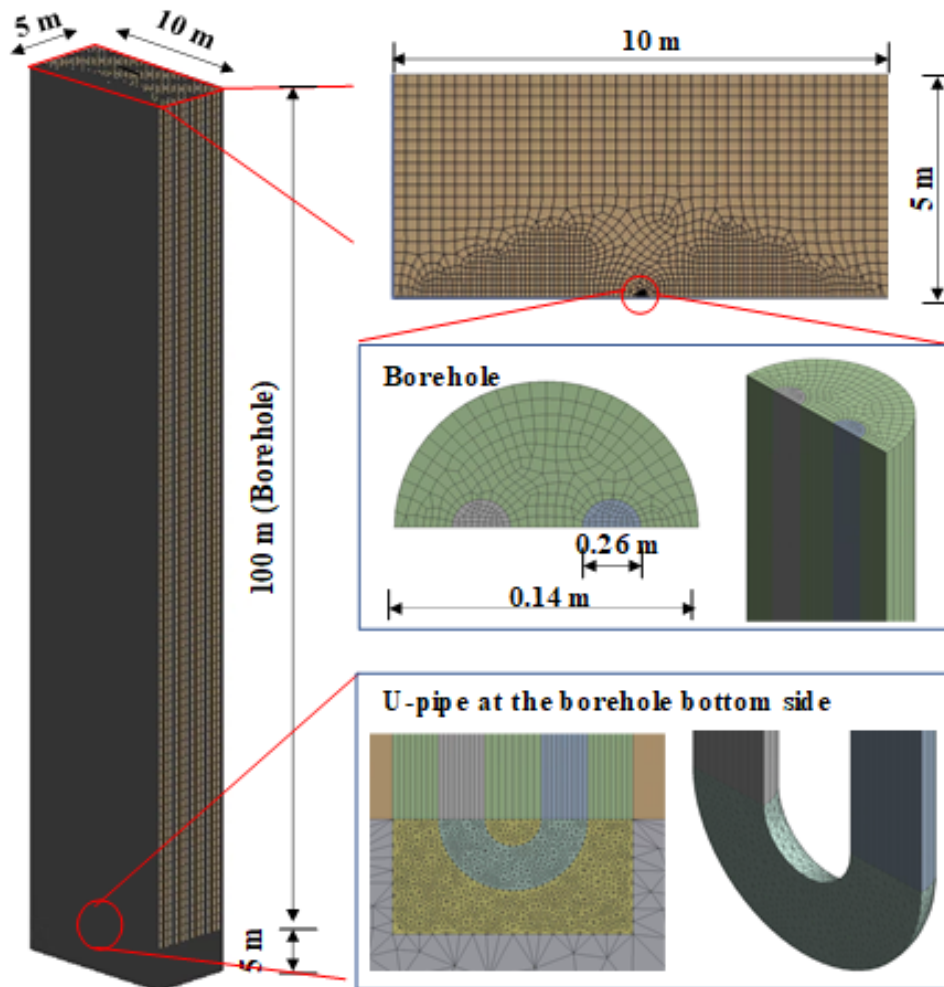 5 m
10 m
10 m
5 m
100 m (Borehole)
Borehole
0.26 m
0.14 m
U-pipe at the borehole bottom side
5 m